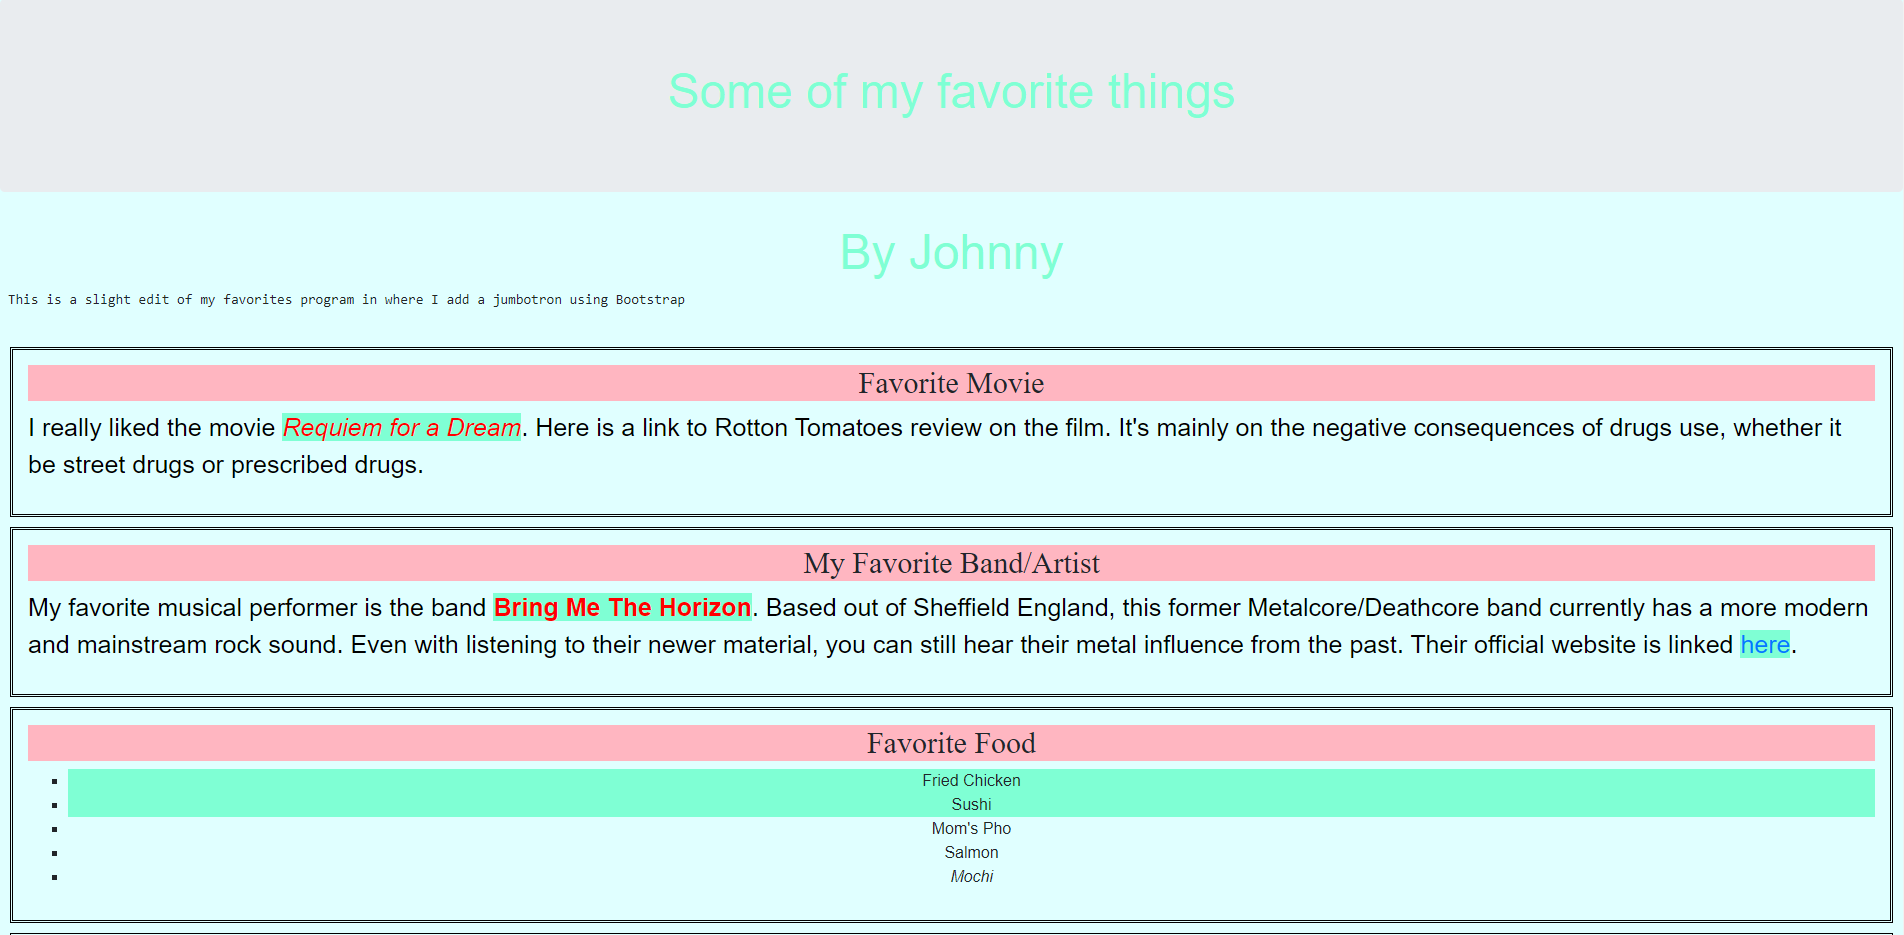 Some of my favorite things
By Johnny
This is a slight edit of my favorites program in where I add a jumbotron using Bootstrap
Favorite Movie
I really liked the movie Requiem for a Dream. Here is a link to Rotton Tomatoes review on the film. It's mainly on the negative consequences of drugs use, whether it
be street drugs or prescribed drugs.
My Favorite Band/Artist
My favorite musical performer is the band Bring Me The Horizon. Based out of Sheffield England, this former Metalcore/Deathcore band currently has a more modern
and mainstream rock sound. Even with listening to their newer material, you can still hear their metal influence from the past. Their official website is linked here.
Favorite Food
Fried Chicken
Sushi
Mom's Pho
Salmon
Mochi